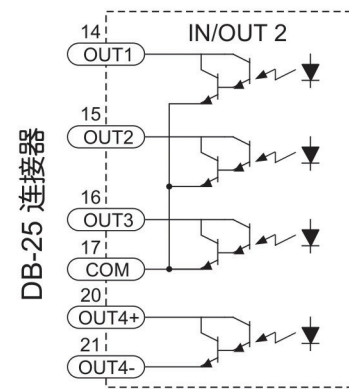 IN/OUT 2
DB-25 连接器
14
OUT1
15
OUT2
16
OUT3
17
COM
20
OUT4+
21
OUT4-